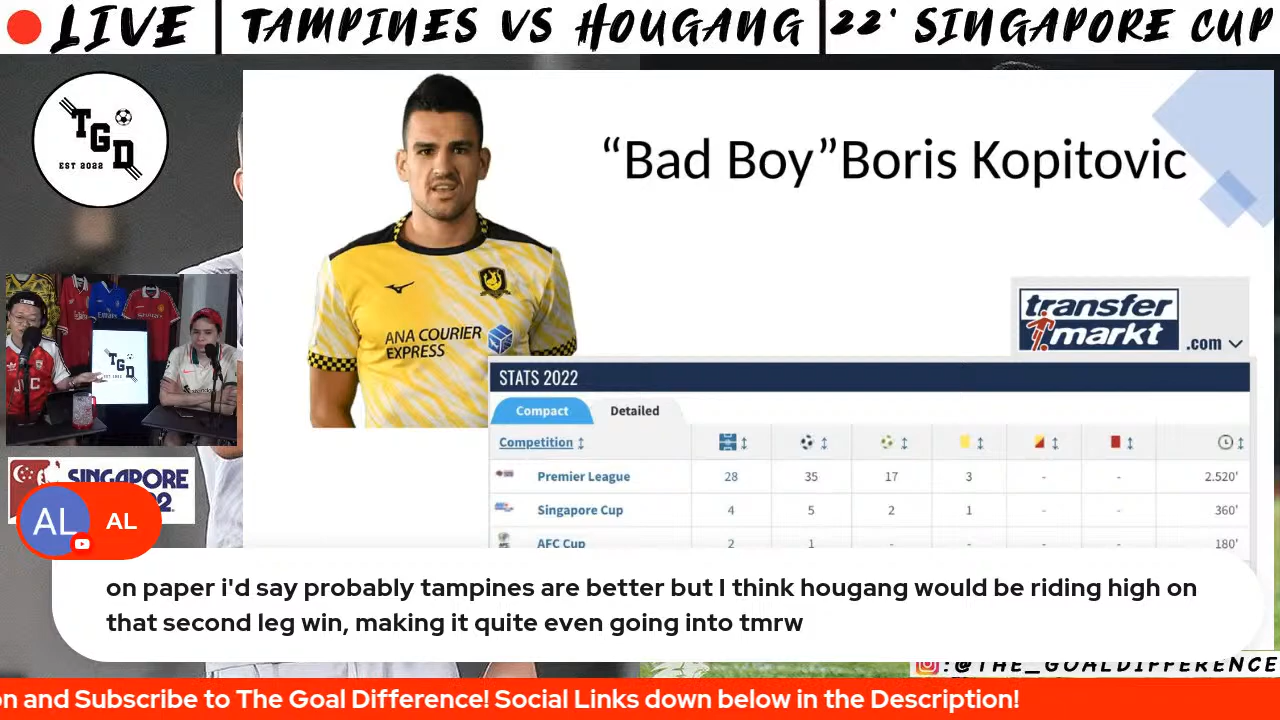 LIVE | TAMPINES VS HOUGANG | 22' SINGAPORE CUP
TGD
EST 2022
"Bad Boy"Boris Kopitovic
ANA COURIER
EXPRESS
transfer
markt .com
STATS 2022
Compact Detailed
Competition
Premier League 28 35 17 3 - - 2.520'
Singapore Cup 4 5 2 1 - - 360'
AFC Cup 2 1 - - - - 180'
TGD
SINGAPORE
AL AL
on paper i'd say probably tampines are better but I think hougang would be riding high on
that second leg win, making it quite even going into tmrw
:@THE_GOALDIFFERENCE
on and Subscribe to The Goal Difference! Social Links down below in the Description!